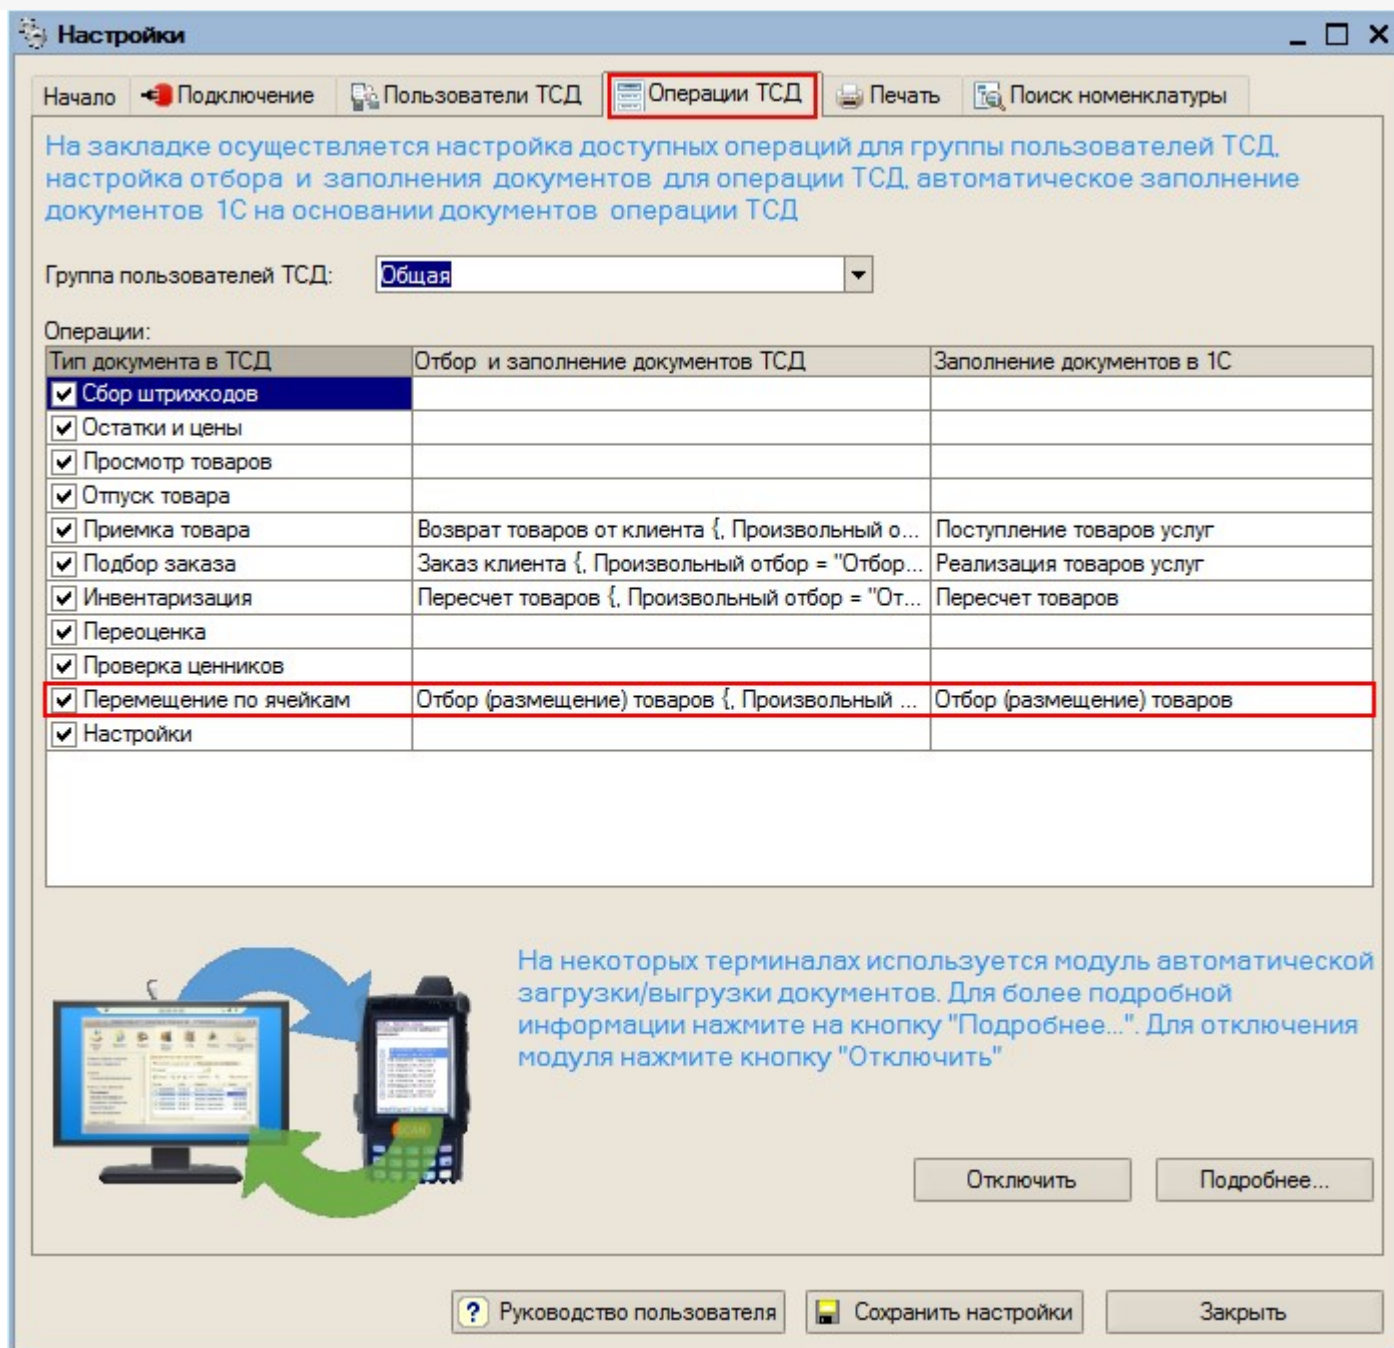 Настройки
Начало Подключение Пользователи ТСД Операции ТСД Печать Поиск номенклатуры
На закладке осуществляется настройка доступных операций для группы пользователей ТСД,
настройка отбора и заполнения документов для операции ТСД, автоматическое заполнение
документов 1С на основании документов операции ТСД
Группа пользователей ТСД: Общая
Операции:
Тип документа в ТСД Отбор и заполнение документов ТСД Заполнение документов в 1С
Сбор штрихкодов
Остатки и цены
Просмотр товаров
Отпуск товара
Приемка товара Возврат товаров от клиента {, Произвольный о... Поступление товаров услуг
Подбор заказа Заказ клиента {, Произвольный отбор = "Отбор... Реализация товаров услуг
Инвентаризация Пересчет товаров {, Произвольный отбор = "От... Пересчет товаров
Переоценка
Проверка ценников
Перемещение по ячейкам Отбор (размещение) товаров {, Произвольный ... Отбор (размещение) товаров
Настройки
На некоторых терминалах используется модуль автоматической
загрузки/выгрузки документов. Для более подробной
информации нажмите на кнопку "Подробнее...". Для отключения
модуля нажмите кнопку "Отключить"
SCAN
Отключить Подробнее...
? Руководство пользователя Сохранить настройки Закрыть